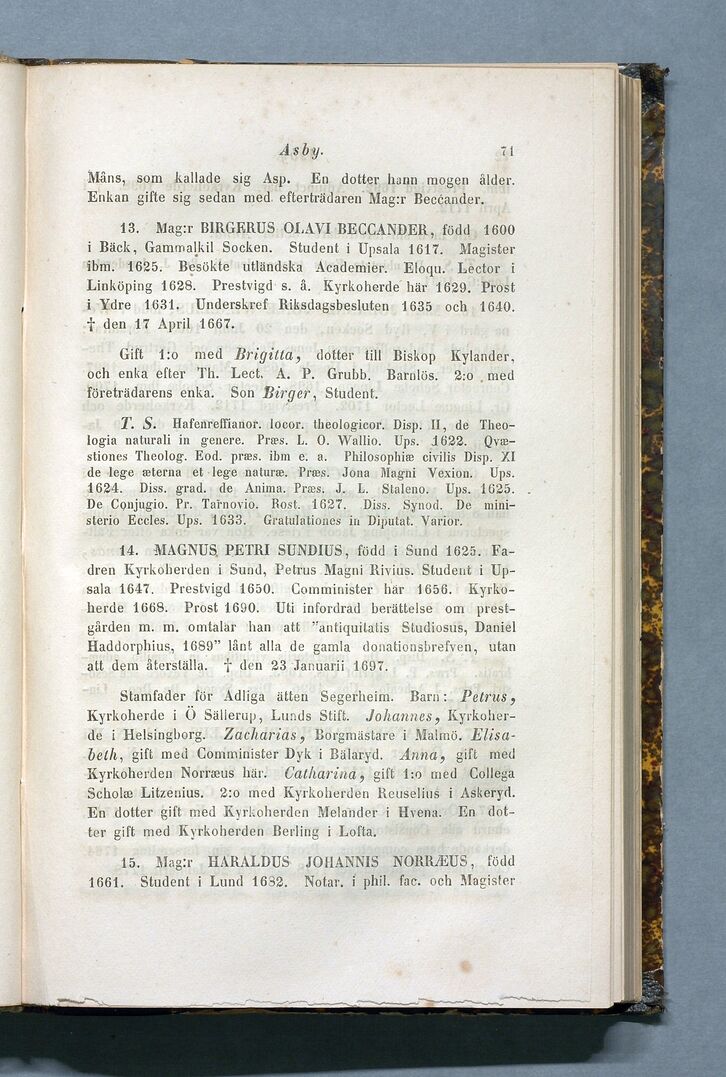 Asby. 71
Måns, som kallade sig Asp. En dotter hann mogen ålder.
Enkan gifte sig sedan med efterträdaren Mag:r Beccander.
13. Mag:r BIRGERUS OLAVI BECCANDER, född 1600
i Bäck, Gammalkil Socken. Student i Upsala 1617. Magister
ibm. 1625. Besökte utländska Academier. Eloqu. Lector i
Linköping 1628. Prestvigd s. å. Kyrkoherde här 1629. Prost
i Ydre 1631. Underskref Riksdagsbesluten 1635 och 1640.
† den 17 April 1667.
Gift 1:o med Brigitta, dotter till Biskop Kylander,
och enka efter Th. Lect. A. P. Grubb. Barnlös. 2:o med
företrädarens enka. Son Birger, Student.
T. S. Hafenreffianor. locor. theologicor. Disp. II, de Theo-
logia naturali in genere. Præs. L. O. Wallio. Ups. 1622. Qvæ-
stiones Theolog. Eod. præs. ibm e. a. Philosophiæ civilis Disp. XI
de lege æterna et lege naturæ. Præs. Jona Magni Vexion. Ups.
1624. Diss. grad. de Anima. Præs. J. L. Staleno. Ups. 1625.
De Conjugio. Pr. Tarnovio. Rost. 1627. Diss. Synod. De mini-
sterio Eccles. Ups. 1633. Gratulationes in Diputat. Varior.
14. MAGNUS PETRI SUNDIUS, född i Sund 1625. Fa-
dren Kyrkoherden i Sund, Petrus Magni Rivius. Student i Up-
sala 1647. Prestvigd 1650. Comminister här 1656. Kyrko-
herde 1668. Prost 1690. Uti infordrad berättelse om prest-
gården m. m. omtalar han att "antiquitatis Studiosus, Daniel
Haddorphius, 1689" lånt alla de gamla donationsbrefven, utan
att dem återställa. † den 23 Januarii 1697.
Stamfader för Adliga ätten Segerheim. Barn: Petrus,
Kyrkoherde i Ö Sällerup, Lunds Stift. Johannes, Kyrkoher-
de i Helsingborg. Zacharias, Borgmästare i Malmö. Elisa-
beth, gift med Comminister Dyk i Bälaryd. Anna, gift med
Kyrkoherden Norræus här. Catharina, gift 1:o med Collega
Scholæ Litzenius. 2:o med Kyrkoherden Reuselius i Askeryd.
En dotter gift med Kyrkoherden Melander i Hvena. En dot-
ter gift med Kyrkoherden Berling i Lofta.
15. Mag:r HARALDUS JOHANNIS NORRÆUS, född
1661. Student i Lund 1682. Notar. i phil. fac. och Magister